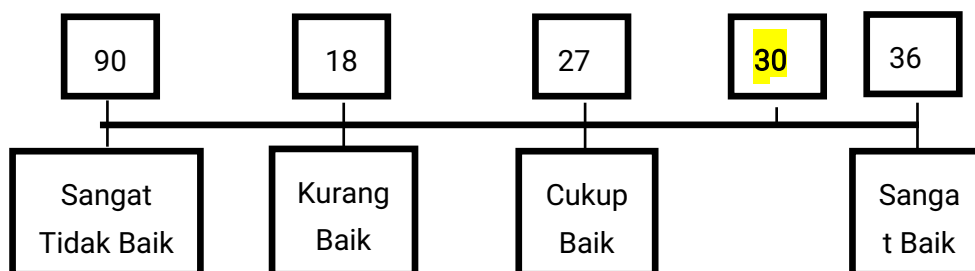 90
18
27
30
36
Sangat
Tidak Baik
Kurang
Baik
Cukup
Baik
Sanga
t Baik